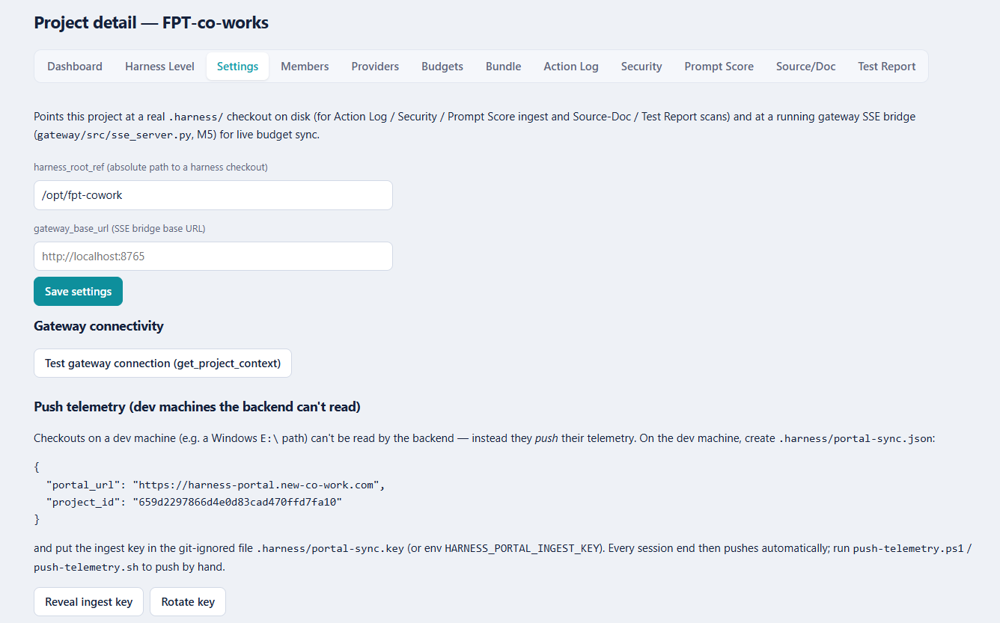 Project detail — FPT-co-works
Dashboard Harness Level Settings Members Providers Budgets Bundle Action Log Security Prompt Score Source/Doc Test Report
Points this project at a real .harness/ checkout on disk (for Action Log / Security / Prompt Score ingest and Source-Doc / Test Report scans) and at a running gateway SSE bridge
(gateway/src/sse_server.py, M5) for live budget sync.
harness_root_ref (absolute path to a harness checkout)
/opt/fpt-cowork
gateway_base_url (SSE bridge base URL)
http://localhost:8765
Save settings
Gateway connectivity
Test gateway connection (get_project_context)
Push telemetry (dev machines the backend can't read)
Checkouts on a dev machine (e.g. a Windows E:\ path) can't be read by the backend — instead they push their telemetry. On the dev machine, create .harness/portal-sync.json:
{
"portal_url": "https://harness-portal.new-co-work.com",
"project_id": "659d2297866d4e0d83cad470ffd7fa10"
}
and put the ingest key in the git-ignored file .harness/portal-sync.key (or env HARNESS_PORTAL_INGEST_KEY). Every session end then pushes automatically; run push-telemetry.ps1 /
push-telemetry.sh to push by hand.
Reveal ingest key Rotate key